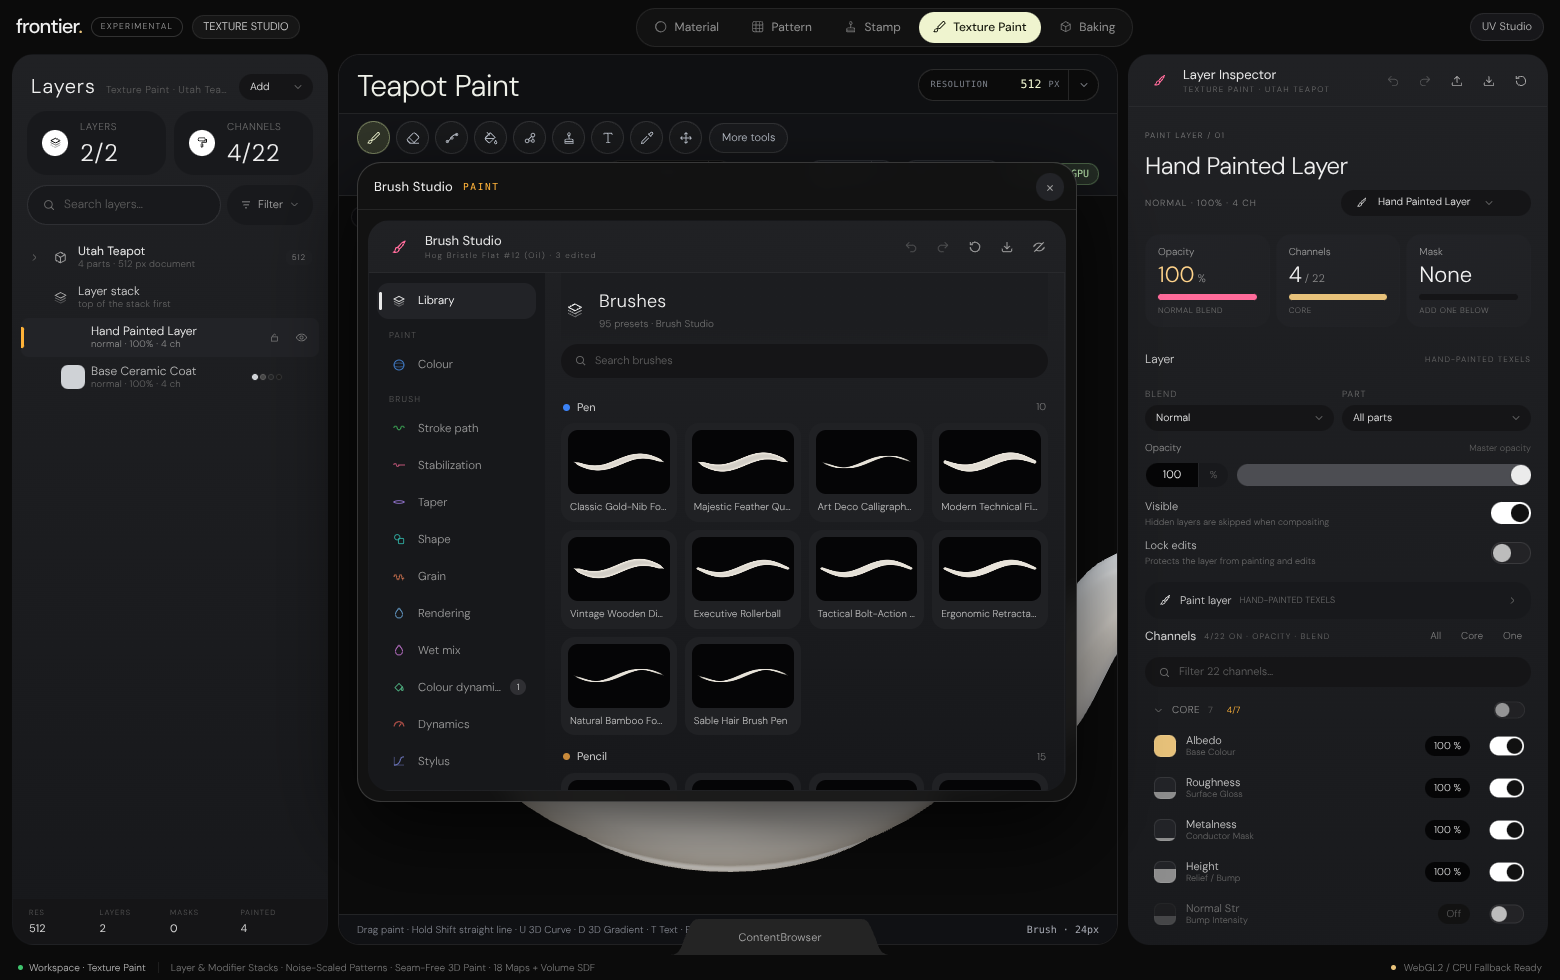 frontier.
EXPERIMENTAL
TEXTURE STUDIO
Material
Pattern
Stamp
Texture Paint
Baking
UV Studio
Layers
Texture Paint · Utah Tea…
Add
LAYERS
2/2
CHANNELS
4/22
Search layers…
Filter
Utah Teapot
4 parts · 512 px document
512
Layer stack
top of the stack first
Hand Painted Layer
normal · 100% · 4 ch
Base Ceramic Coat
normal · 100% · 4 ch
RES
512
LAYERS
2
MASKS
0
PAINTED
4
Teapot Paint
RESOLUTION 512 PX
More tools
GPU
Brush Studio PAINT
Brush Studio
Hog Bristle Flat #12 (Oil) · 3 edited
Library
PAINT
Colour
BRUSH
Stroke path
Stabilization
Taper
Shape
Grain
Rendering
Wet mix
Colour dynami… 1
Dynamics
Stylus
Brushes
95 presets · Brush Studio
Search brushes
Pen 10
Classic Gold-Nib Fo…
Majestic Feather Qu…
Art Deco Calligraph…
Modern Technical Fi…
Vintage Wooden Di…
Executive Rollerball
Tactical Bolt-Action …
Ergonomic Retracta…
Natural Bamboo Fo…
Sable Hair Brush Pen
Pencil 15
Drag paint · Hold Shift straight line · U 3D Curve · D 3D Gradient · T Text ·
Brush · 24px
ContentBrowser
Layer Inspector
TEXTURE PAINT · UTAH TEAPOT
PAINT LAYER / 01
Hand Painted Layer
NORMAL · 100% · 4 CH
Hand Painted Layer
Opacity
100 %
NORMAL BLEND
Channels
4 / 22
CORE
Mask
None
ADD ONE BELOW
Layer
HAND-PAINTED TEXELS
BLEND
Normal
PART
All parts
Opacity
Master opacity
100 %
Visible
Hidden layers are skipped when compositing
Lock edits
Protects the layer from painting and edits
Paint layer HAND-PAINTED TEXELS
Channels 4/22 ON · OPACITY · BLEND
All
Core
One
Filter 22 channels…
CORE 7 4/7
Albedo
Base Colour
100 %
Roughness
Surface Gloss
100 %
Metalness
Conductor Mask
100 %
Height
Relief / Bump
100 %
Normal Str
Bump Intensity
Off
Workspace · Texture Paint
Layer & Modifier Stacks · Noise-Scaled Patterns · Seam-Free 3D Paint · 18 Maps + Volume SDF
WebGL2 / CPU Fallback Ready